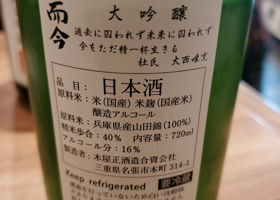 而今
大吟醸
過去に囚われず未来に囚われず
今をただ精一杯生きる
杜氏 大西唯克
品目：日本酒
原料米：米(国産) 米麹(国産米)
醸造アルコール
原料米：兵庫県産山田錦(100%)
精米歩合：40% 内容量：720ml
アルコール分：16%
製造者：木屋正酒造合資会社
三重県名張市本町 314-1
Keep refrigerated 要冷蔵